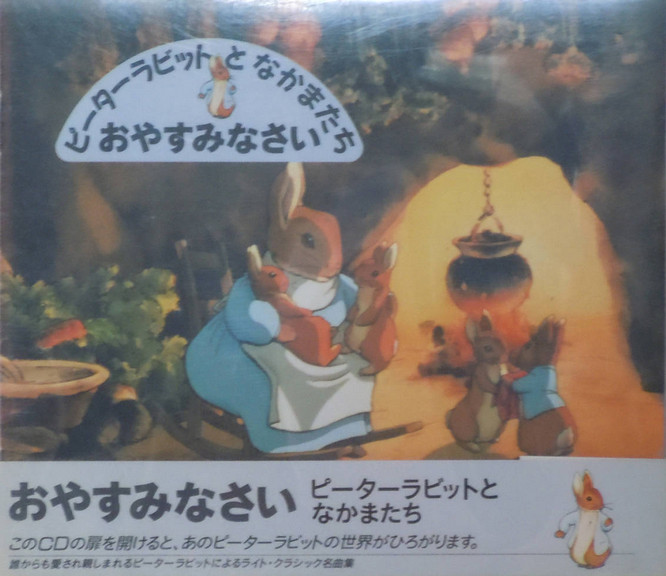 ピーターラビットとなかまたち
おやすみなさい
おやすみなさい ピーターラビットと
なかまたち
このCDの扉を開けると、あのピーターラビットの世界がひろがります。
誰からも愛され親しまれるピーターラビットによるライト・クラシック名曲集